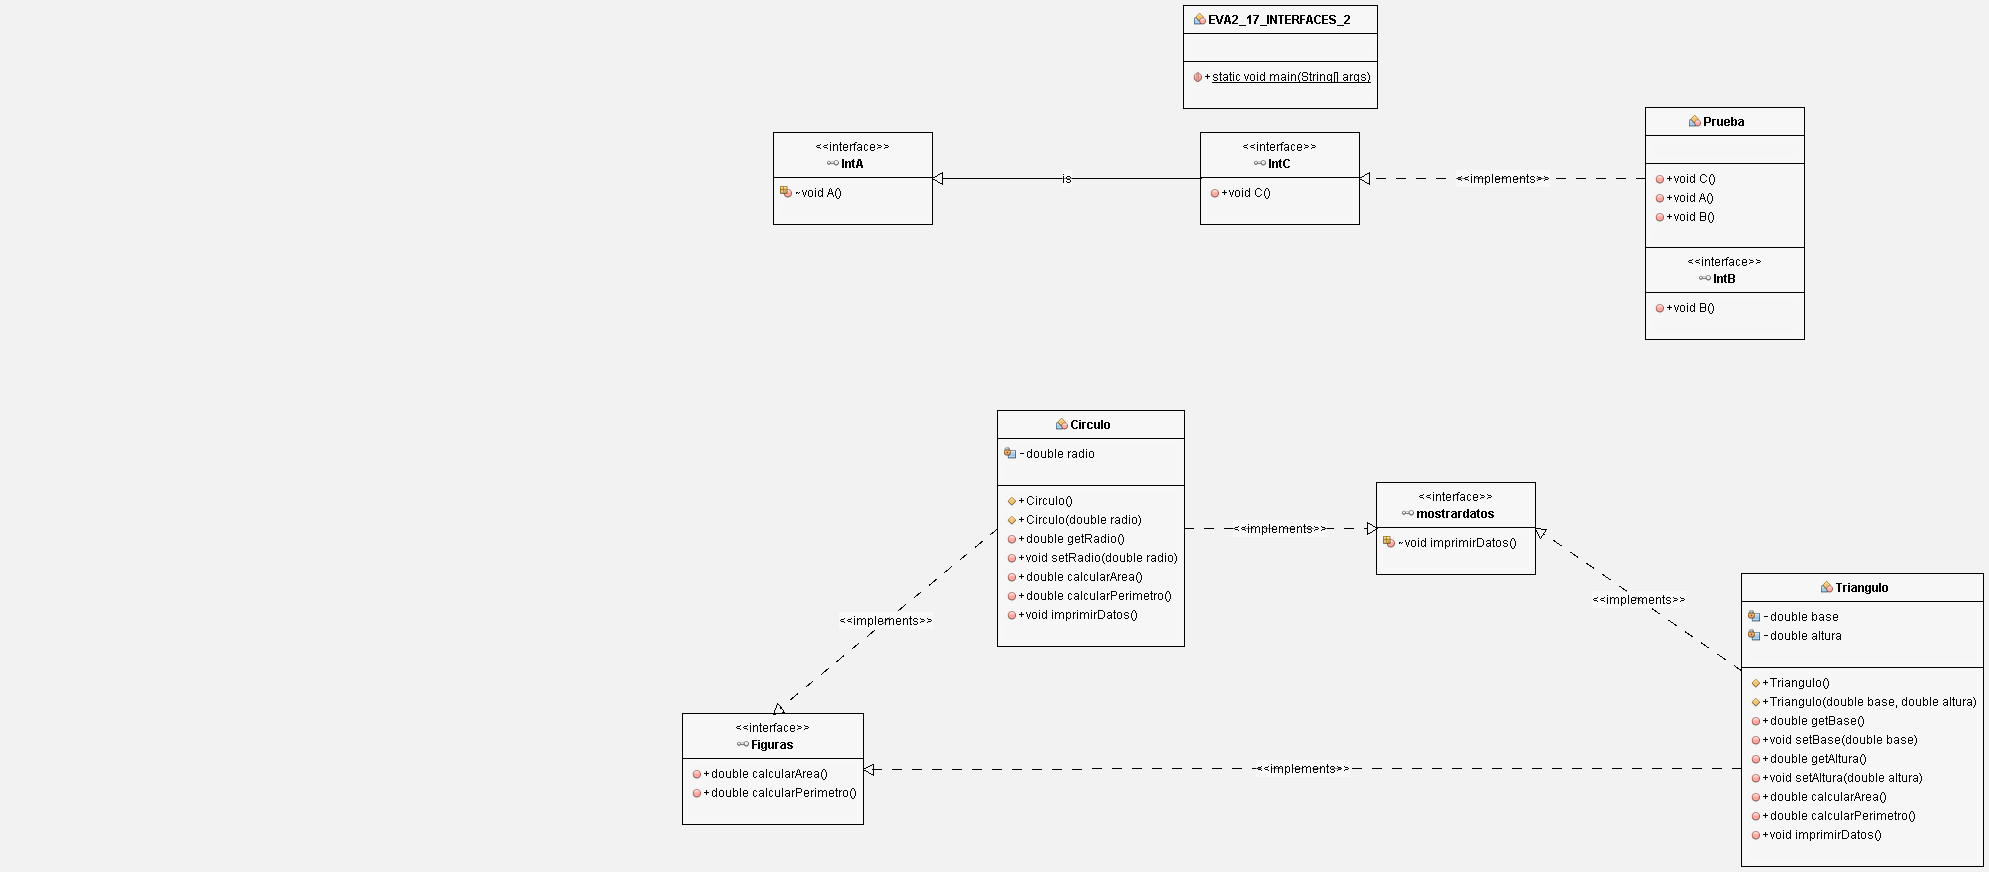 EVA2_17_INTERFACES_2
+static void main(String[] args)
<<interface>>
IntA
~void A()
is
<<interface>>
IntC
+void C()
<<implements>>
Prueba
+void C()
+void A()
+void B()
<<interface>>
IntB
+void B()
Circulo
-double radio
+Circulo()
+Circulo(double radio)
+double getRadio()
+void setRadio(double radio)
+double calcularArea()
+double calcularPerimetro()
+void imprimirDatos()
<<implements>>
<<interface>>
mostrardatos
~void imprimirDatos()
<<implements>>
<<implements>>
Triangulo
-double base
-double altura
+Triangulo()
+Triangulo(double base, double altura)
+double getBase()
+void setBase(double base)
+double getAltura()
+void setAltura(double altura)
+double calcularArea()
+double calcularPerimetro()
+void imprimirDatos()
<<interface>>
Figuras
+double calcularArea()
+double calcularPerimetro()
<<implements>>